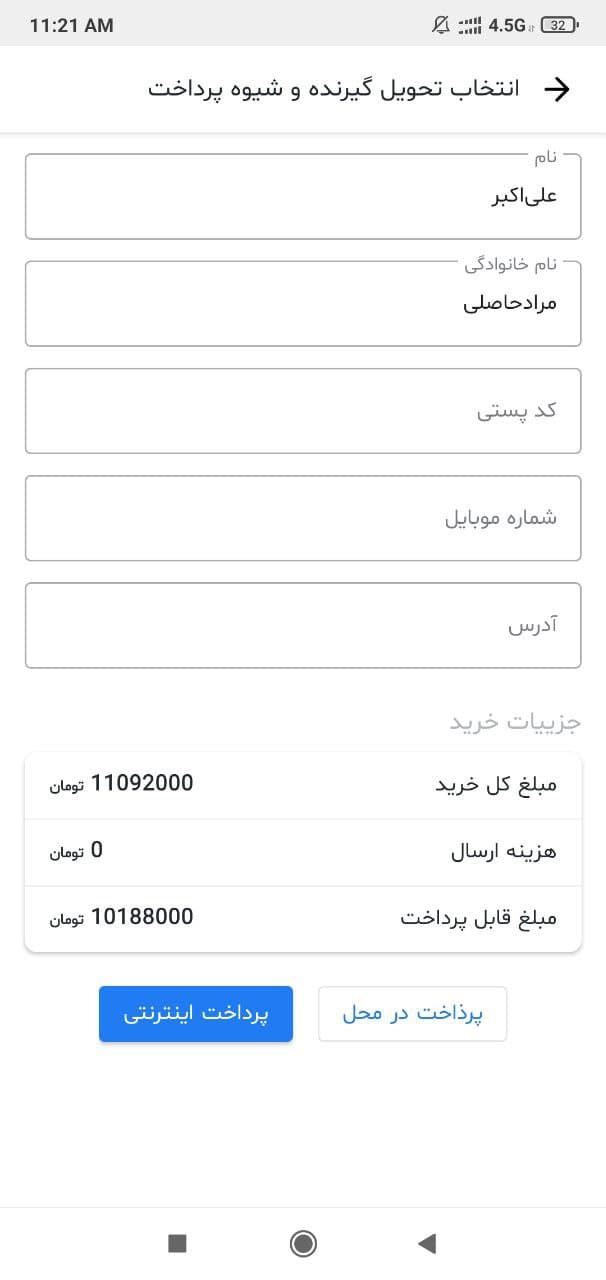 11:21 AM 4.5G 32
انتخاب تحویل گیرنده و شیوه پرداخت
نام
علی‌اکبر
نام خانوادگی
مرادحاصلی
کد پستی
شماره موبایل
آدرس
جزییات خرید
مبلغ کل خرید 11092000 تومان
هزینه ارسال 0 تومان
مبلغ قابل پرداخت 10188000 تومان
پرذاخت در محل پرداخت اینترنتی